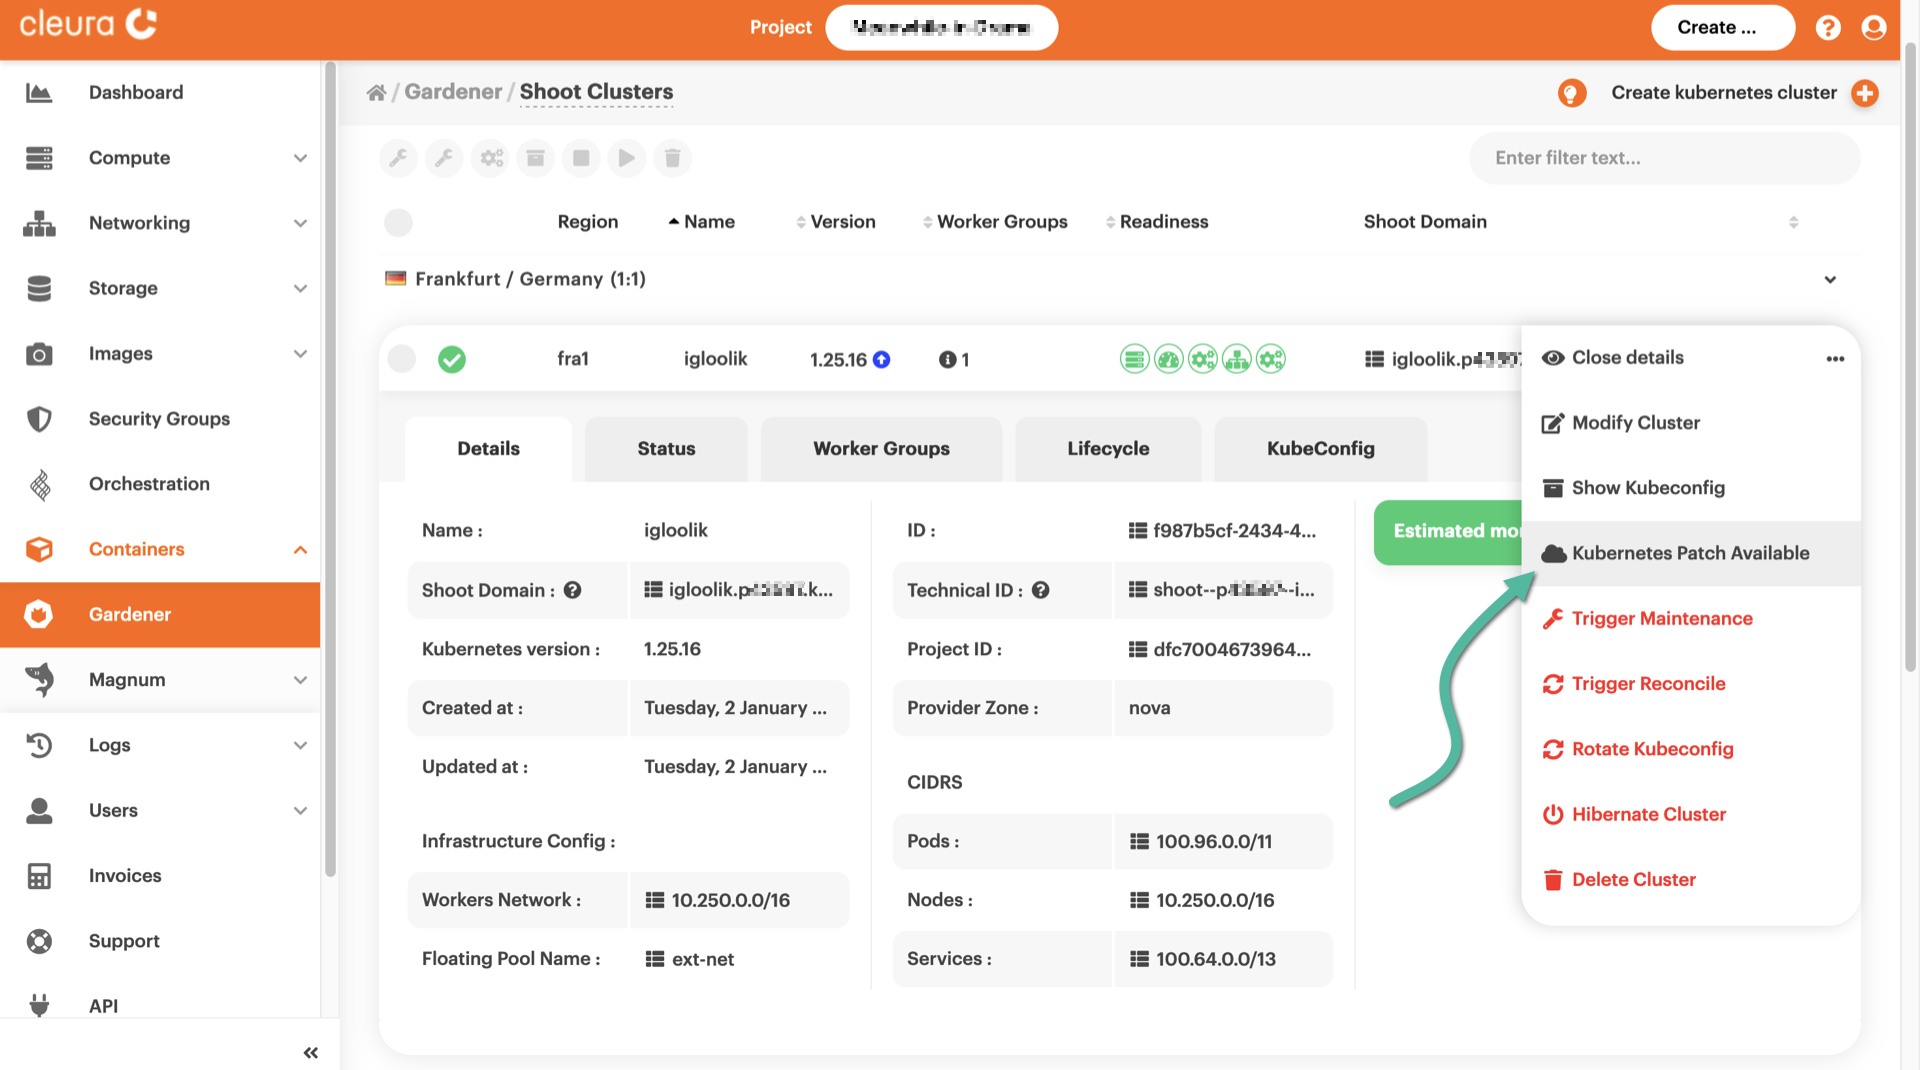 cleura
Project
Create ...
Dashboard
Compute
Networking
Storage
Images
Security Groups
Orchestration
Containers
Gardener
Magnum
Logs
Users
Invoices
Support
API
«
/ Gardener / Shoot Clusters
Create kubernetes cluster
Enter filter text...
Region Name Version Worker Groups Readiness Shoot Domain
Frankfurt / Germany (1:1)
fra1 igloolik 1.25.16 1 igloolik.p
Details Status Worker Groups Lifecycle KubeConfig
Name : igloolik
Shoot Domain : igloolik.p k...
Kubernetes version : 1.25.16
Created at : Tuesday, 2 January ...
Updated at : Tuesday, 2 January ...
Infrastructure Config :
Workers Network : 10.250.0.0/16
Floating Pool Name : ext-net
ID : f987b5cf-2434-4...
Technical ID : shoot--p --i...
Project ID : dfc7004673964...
Provider Zone : nova
CIDRS
Pods : 100.96.0.0/11
Nodes : 10.250.0.0/16
Services : 100.64.0.0/13
Estimated mo
Close details ...
Modify Cluster
Show Kubeconfig
Kubernetes Patch Available
Trigger Maintenance
Trigger Reconcile
Rotate Kubeconfig
Hibernate Cluster
Delete Cluster